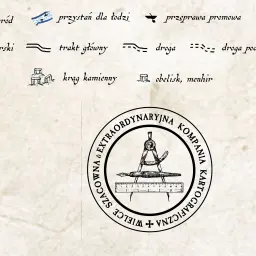 ród przystań dla łodzi przeprawa promowa
rski trakt główny droga droga po
krąg kamienny obelisk, menhir
WIELCE SZACOWNA & EXTRAORDYNARYJNA KOMPANIA KARTOGRAFICZNA